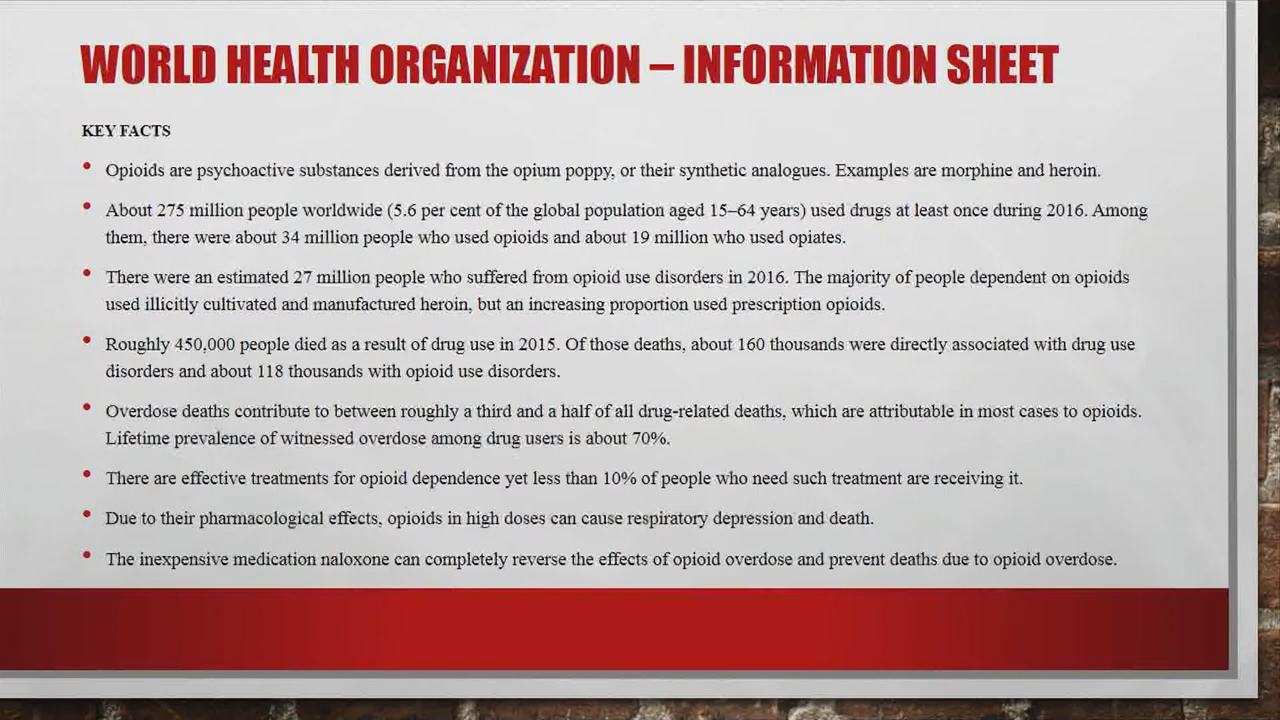 WORLD HEALTH ORGANIZATION – INFORMATION SHEET
KEY FACTS
• Opioids are psychoactive substances derived from the opium poppy, or their synthetic analogues. Examples are morphine and heroin.
• About 275 million people worldwide (5.6 per cent of the global population aged 15–64 years) used drugs at least once during 2016. Among
them, there were about 34 million people who used opioids and about 19 million who used opiates.
• There were an estimated 27 million people who suffered from opioid use disorders in 2016. The majority of people dependent on opioids
used illicitly cultivated and manufactured heroin, but an increasing proportion used prescription opioids.
• Roughly 450,000 people died as a result of drug use in 2015. Of those deaths, about 160 thousands were directly associated with drug use
disorders and about 118 thousands with opioid use disorders.
• Overdose deaths contribute to between roughly a third and a half of all drug-related deaths, which are attributable in most cases to opioids.
Lifetime prevalence of witnessed overdose among drug users is about 70%.
• There are effective treatments for opioid dependence yet less than 10% of people who need such treatment are receiving it.
• Due to their pharmacological effects, opioids in high doses can cause respiratory depression and death.
• The inexpensive medication naloxone can completely reverse the effects of opioid overdose and prevent deaths due to opioid overdose.